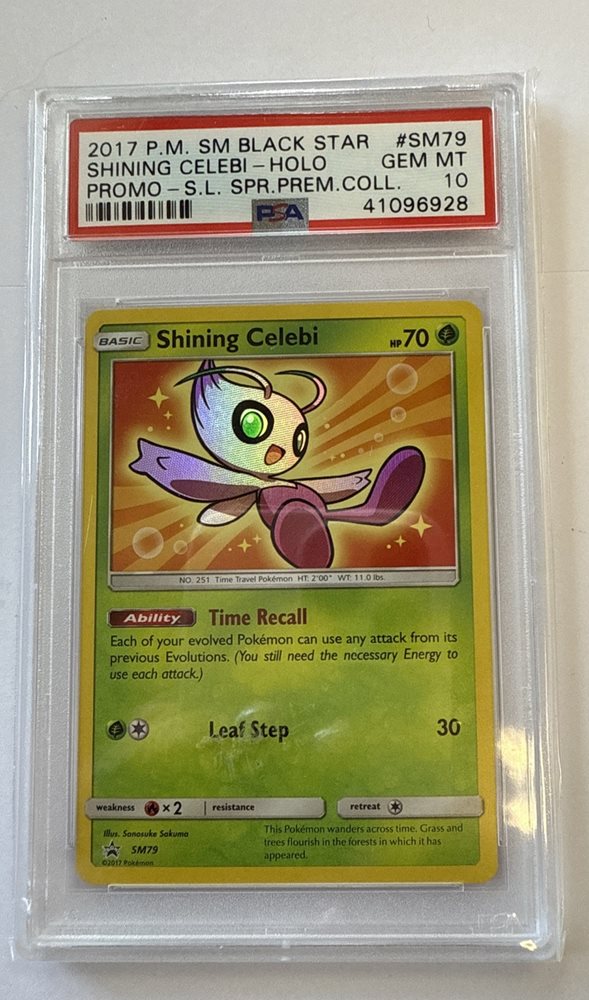 2017 P.M. SM BLACK STAR #SM79
SHINING CELEBI - HOLO GEM MT
PROMO - S.L. SPR.PREM.COLL. 10
PSA 41096928
BASIC Shining Celebi HP 70
NO. 251 Time Travel Pokémon HT: 2'00" WT: 11.0 lbs.
Ability Time Recall
Each of your evolved Pokémon can use any attack from its
previous Evolutions. (You still need the necessary Energy to
use each attack.)
Leaf Step 30
weakness ×2 resistance retreat
Illus. Sanosuke Sakuma
SM79
©2017 Pokémon
This Pokémon wanders across time. Grass and
trees flourish in the forests in which it has
appeared.